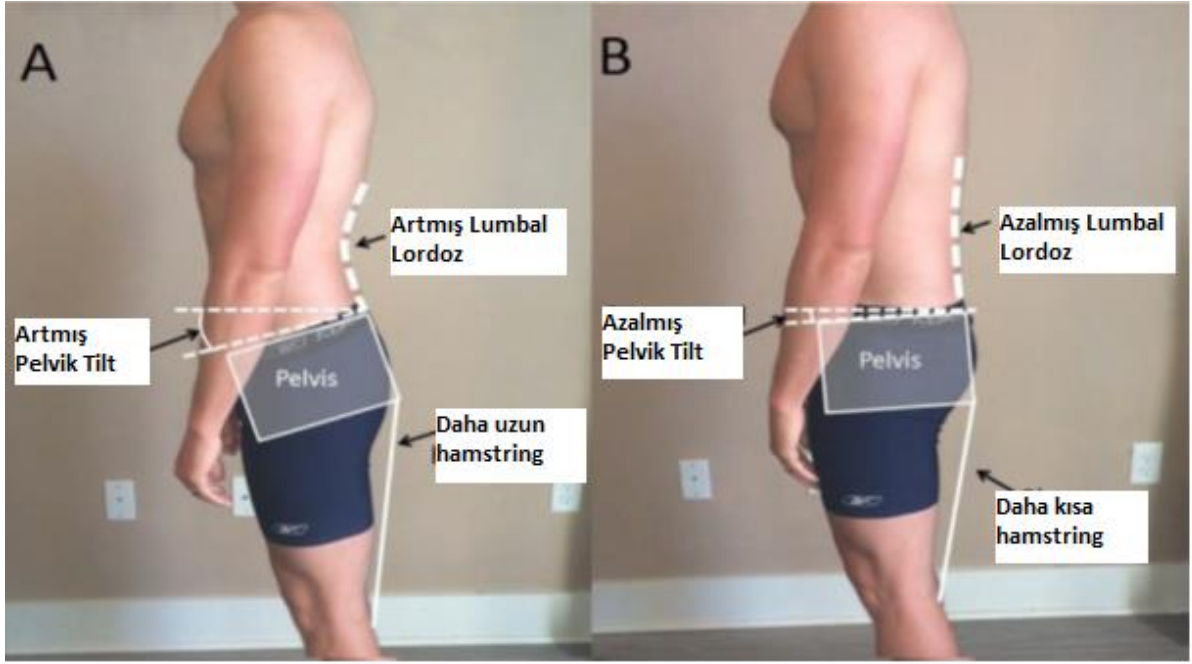 A
Artmış Lumbal
Lordoz
Artmış
Pelvik Tilt
Pelvis
Daha uzun
hamstring
B
Azalmış Lumbal
Lordoz
Azalmış
Pelvik Tilt
Pelvis
Daha kısa
hamstring